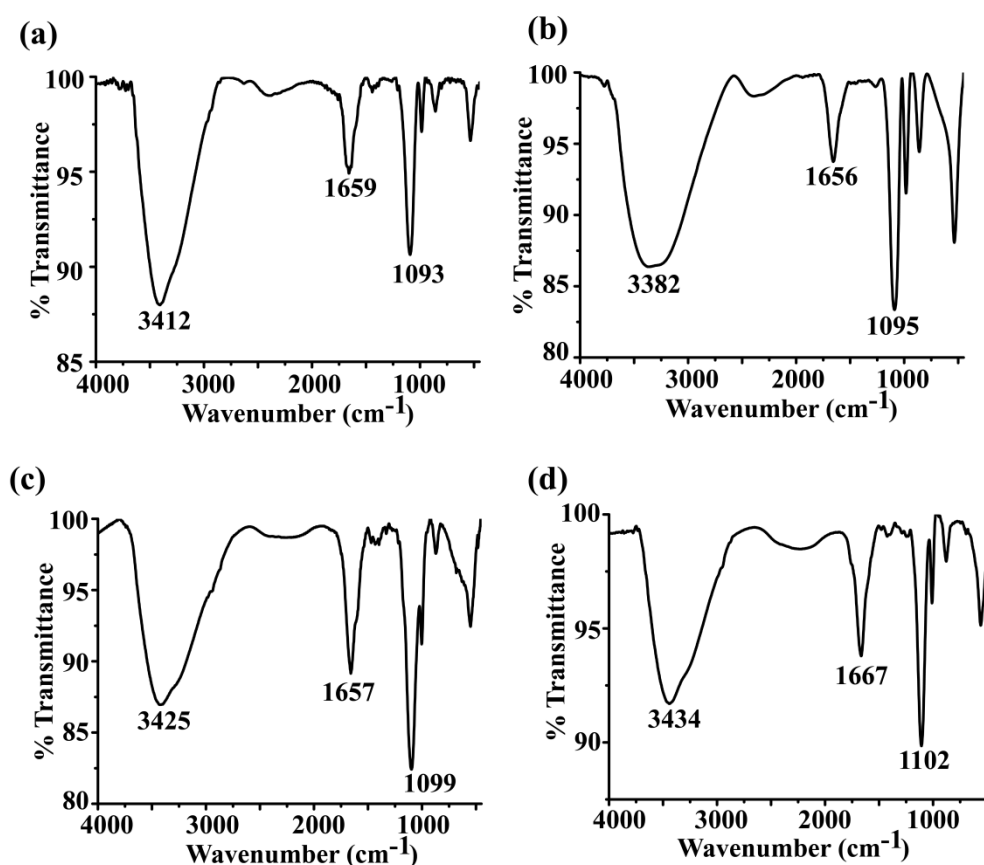 (a)
% Transmittance
100
95
90
85
3412
1659
1093
4000 3000 2000 1000
Wavenumber (cm-1)
(b)
% Transmittance
100
95
90
85
80
3382
1656
1095
4000 3000 2000 1000
Wavenumber (cm-1)
(c)
% Transmittance
100
95
90
85
80
3425
1657
1099
4000 3000 2000 1000
Wavenumber (cm-1)
(d)
% Transmittance
100
95
90
3434
1667
1102
4000 3000 2000 1000
Wavenumber (cm-1)